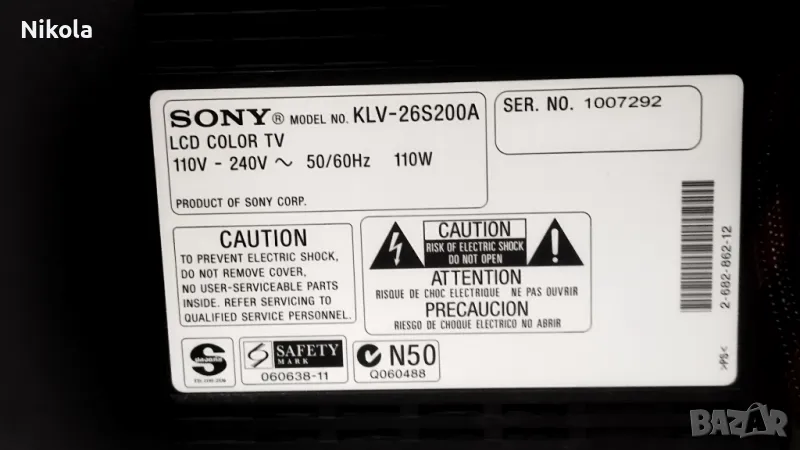 Nikola
SONY® MODEL NO. KLV-26S200A
LCD COLOR TV
110V - 240V ~ 50/60Hz 110W
PRODUCT OF SONY CORP.
SER. NO. 1007292
CAUTION
TO PREVENT ELECTRIC SHOCK,
DO NOT REMOVE COVER,
NO USER-SERVICEABLE PARTS
INSIDE. REFER SERVICING TO
QUALIFIED SERVICE PERSONNEL.
CAUTION
RISK OF ELECTRIC SHOCK
DO NOT OPEN
ATTENTION
RISQUE DE CHOC ELECTRIQUE NE PAS OUVRIR
PRECAUCION
RIESGO DE CHOQUE ELECTRICO NO ABRIR
S
SAFETY
MARK
060638-11
N50
Q060488
2-682-862-12
>PS<
BAZAR